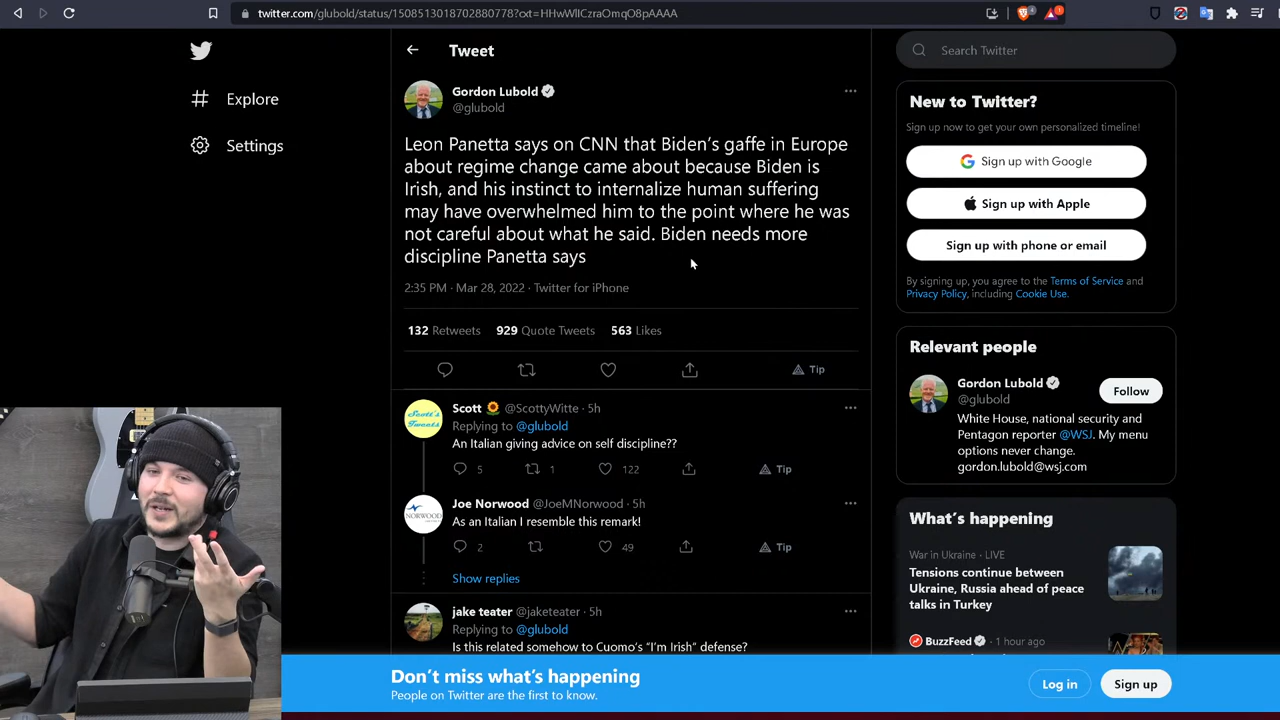 twitter.com/glubold/status/1508513018702880778?cxt=HHwWlICzraOmqO8pAAAA
4
1
Tweet
Explore
Settings
Gordon Lubold
@glubold
Leon Panetta says on CNN that Biden's gaffe in Europe
about regime change came about because Biden is
Irish, and his instinct to internalize human suffering
may have overwhelmed him to the point where he was
not careful about what he said. Biden needs more
discipline Panetta says
2:35 PM · Mar 28, 2022 · Twitter for iPhone
132 Retweets 929 Quote Tweets 563 Likes
Tip
Scott's
Tweets
Scott 🌻 @ScottyWitte · 5h
Replying to @glubold
An Italian giving advice on self discipline??
5 1 122 Tip
NORWOOD
Joe Norwood @JoeMNorwood · 5h
As an Italian I resemble this remark!
2 49 Tip
Show replies
jake teater @jaketeater · 5h
Replying to @glubold
Is this related somehow to Cuomo's "I'm Irish" defense?
Search Twitter
New to Twitter?
Sign up now to get your own personalized timeline!
Sign up with Google
Sign up with Apple
Sign up with phone or email
By signing up, you agree to the Terms of Service and
Privacy Policy, including Cookie Use.
Relevant people
Gordon Lubold
@glubold
Follow
White House, national security and
Pentagon reporter @WSJ. My menu
options never change.
gordon.lubold@wsj.com
What's happening
War in Ukraine · LIVE
Tensions continue between
Ukraine, Russia ahead of peace
talks in Turkey
BuzzFeed · 1 hour ago
Don't miss what's happening
People on Twitter are the first to know.
Log in
Sign up